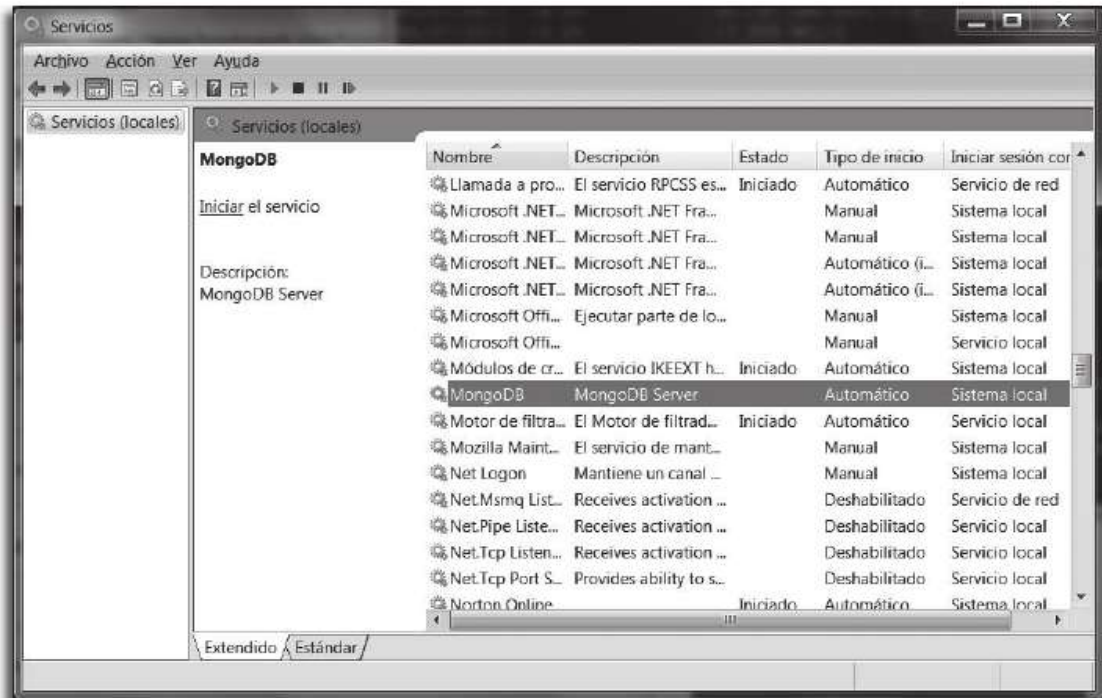 Servicios
Archivo Acción Ver Ayuda
Servicios (locales)
Servicios (locales)
MongoDB
Iniciar el servicio
Descripción:
MongoDB Server
Nombre Descripción Estado Tipo de inicio Iniciar sesión cor
Llamada a pro... El servicio RPCSS es... Iniciado Automático Servicio de red
Microsoft .NET... Microsoft .NET Fra... Manual Sistema local
Microsoft .NET... Microsoft .NET Fra... Manual Sistema local
Microsoft .NET... Microsoft .NET Fra... Automático (i... Sistema local
Microsoft .NET... Microsoft .NET Fra... Automático (i... Sistema local
Microsoft Offi... Ejecutar parte de lo... Manual Sistema local
Microsoft Offi... Manual Servicio local
Módulos de cr... El servicio IKEEXT h... Iniciado Automático Sistema local
MongoDB MongoDB Server Automático Sistema local
Motor de filtra... El Motor de filtrad... Iniciado Automático Servicio local
Mozilla Maint... El servicio de mant... Manual Sistema local
Net Logon Mantiene un canal ... Manual Sistema local
Net.Msmq List... Receives activation ... Deshabilitado Servicio de red
Net.Pipe Liste... Receives activation ... Deshabilitado Servicio local
Net.Tcp Listen... Receives activation ... Deshabilitado Servicio local
Net.Tcp Port S... Provides ability to s... Deshabilitado Servicio local
Norton Online Iniciado Automático Sistema local
Extendido Estándar